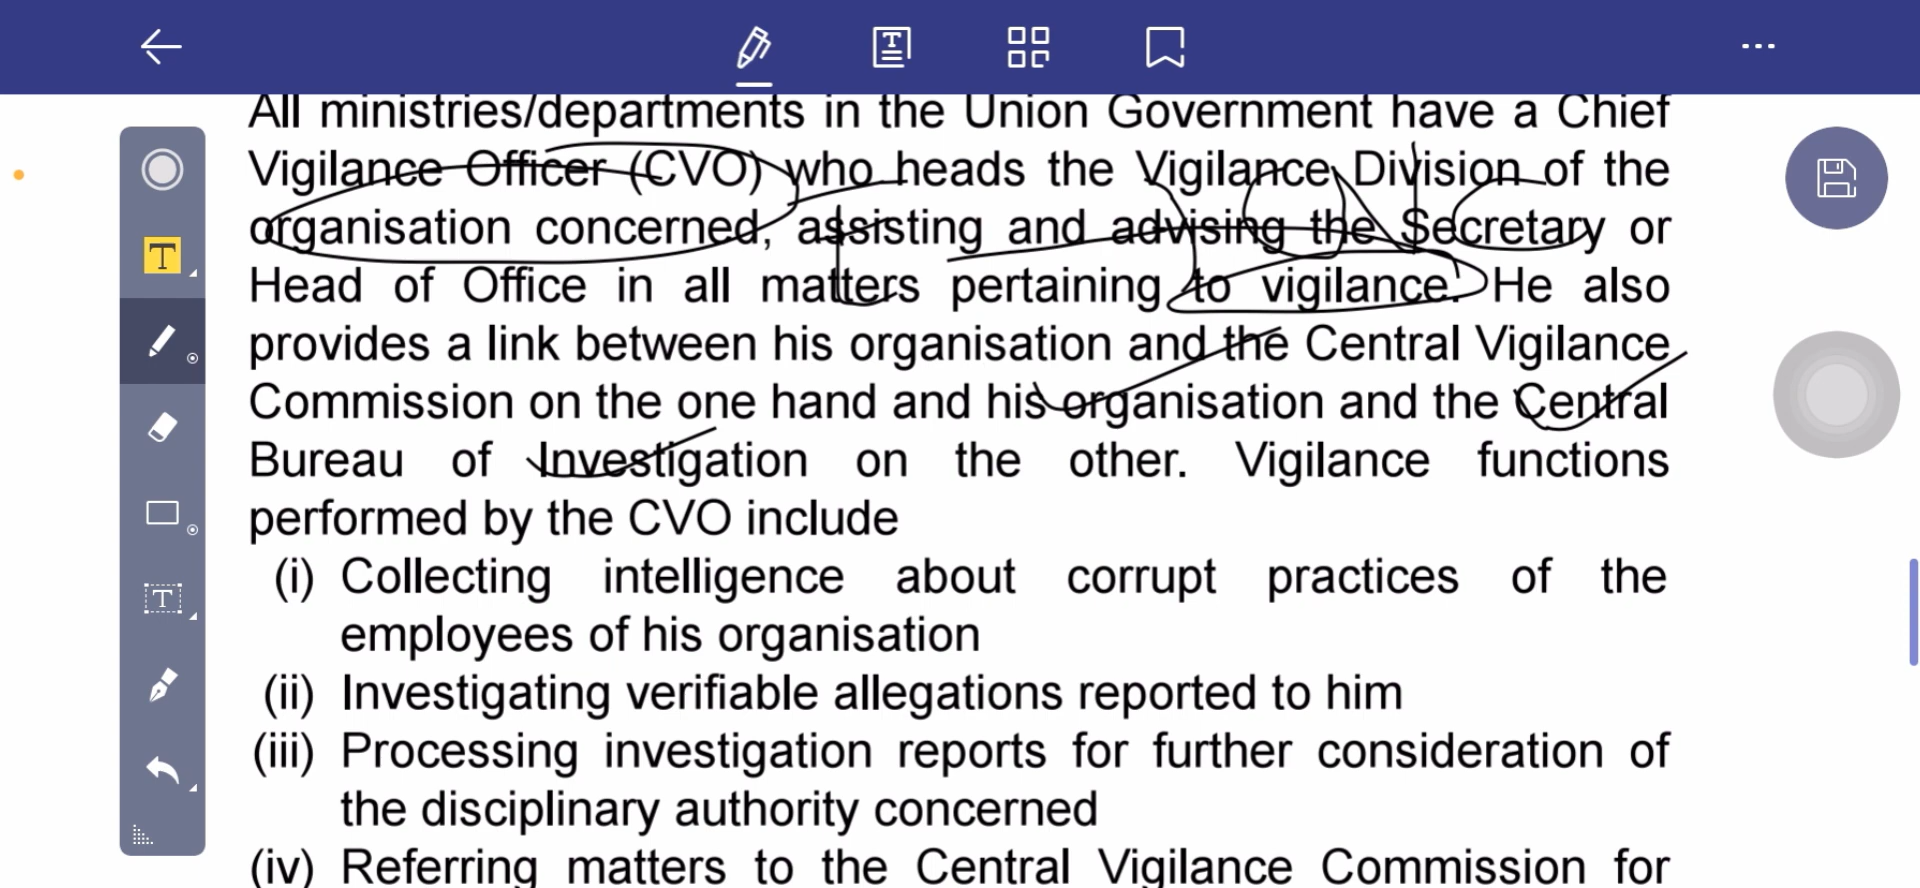 All ministries/departments in the Union Government have a Chief
Vigilance Officer (CVO) who heads the Vigilance Division of the
organisation concerned, assisting and advising the Secretary or
Head of Office in all matters pertaining to vigilance. He also
provides a link between his organisation and the Central Vigilance
Commission on the one hand and his organisation and the Central
Bureau of Investigation on the other. Vigilance functions
performed by the CVO include
(i) Collecting intelligence about corrupt practices of the
employees of his organisation
(ii) Investigating verifiable allegations reported to him
(iii) Processing investigation reports for further consideration of
the disciplinary authority concerned
(iv) Referring matters to the Central Vigilance Commission for